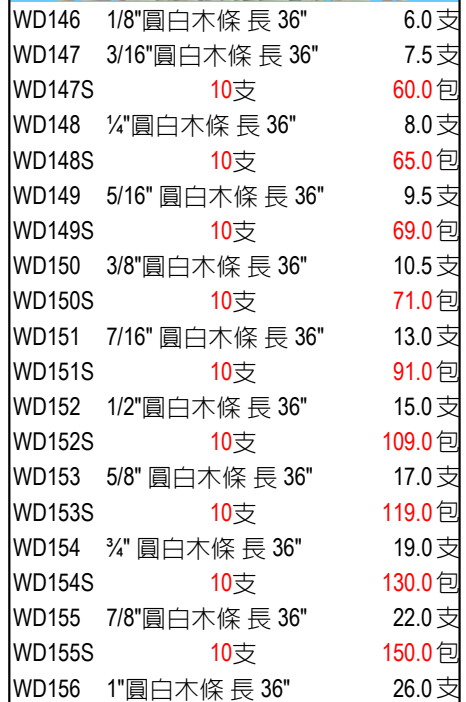 WD146 1/8"圓白木條 長 36" 6.0 支
WD147 3/16"圓白木條 長 36" 7.5 支
WD147S 10支 60.0 包
WD148 ¼"圓白木條 長 36" 8.0 支
WD148S 10支 65.0 包
WD149 5/16" 圓白木條 長 36" 9.5 支
WD149S 10支 69.0 包
WD150 3/8"圓白木條 長 36" 10.5 支
WD150S 10支 71.0 包
WD151 7/16" 圓白木條 長 36" 13.0 支
WD151S 10支 91.0 包
WD152 1/2"圓白木條 長 36" 15.0 支
WD152S 10支 109.0 包
WD153 5/8" 圓白木條 長 36" 17.0 支
WD153S 10支 119.0 包
WD154 ¾" 圓白木條 長 36" 19.0 支
WD154S 10支 130.0 包
WD155 7/8"圓白木條 長 36" 22.0 支
WD155S 10支 150.0 包
WD156 1"圓白木條 長 36" 26.0 支